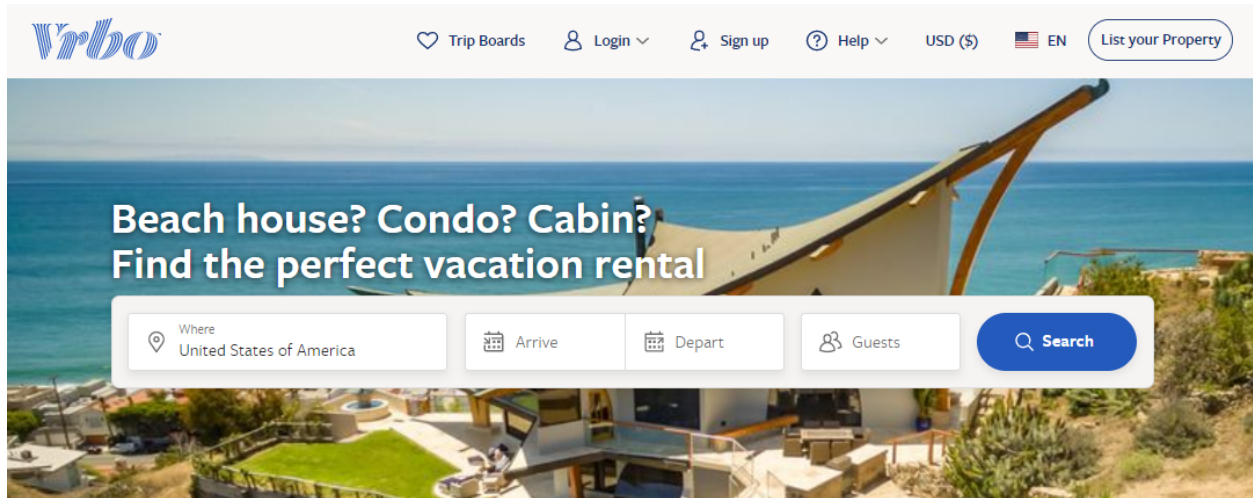 Vrbo
Trip Boards
Login
Sign up
Help
USD ($)
EN
List your Property
Beach house? Condo? Cabin?
Find the perfect vacation rental
Where
United States of America
Arrive
Depart
Guests
Search